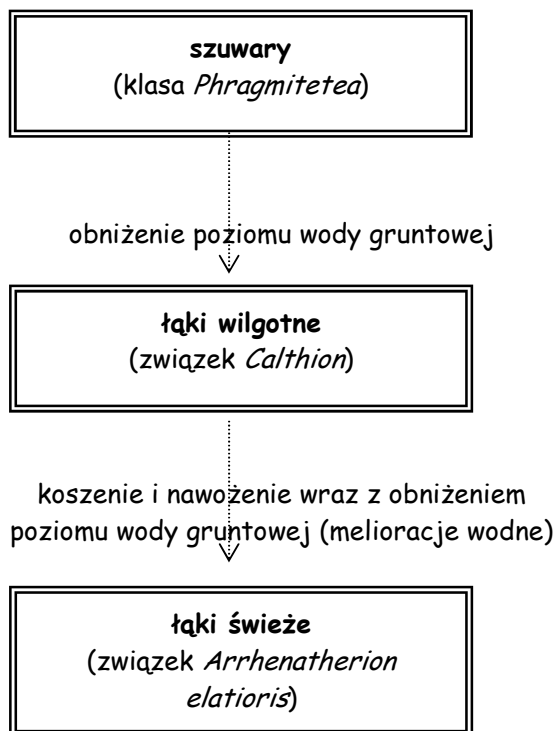 szuwary
(klasa Phragmitetea)
obniżenie poziomu wody gruntowej
łąki wilgotne
(związek Calthion)
koszenie i nawożenie wraz z obniżeniem
poziomu wody gruntowej (melioracje wodne)
łąki świeże
(związek Arrhenatherion
elatioris)